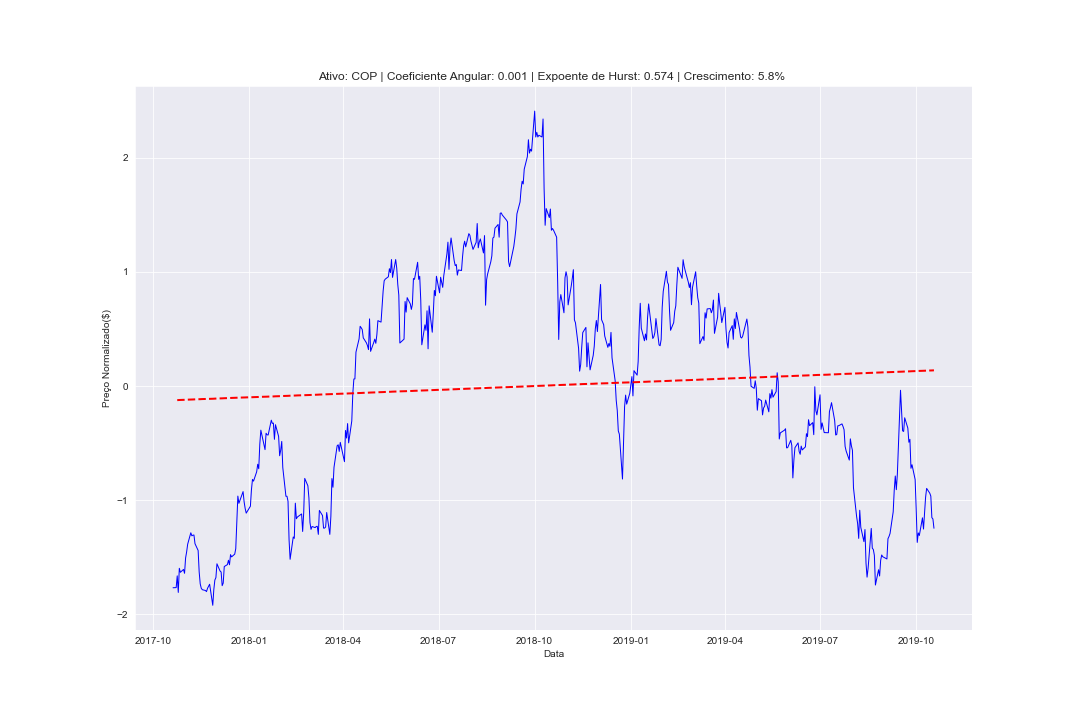 Ativo: COP | Coeficiente Angular: 0.001 | Expoente de Hurst: 0.574 | Crescimento: 5.8%
Preço Normalizado($)
2
1
0
−1
−2
2017-10 2018-01 2018-04 2018-07 2018-10 2019-01 2019-04 2019-07 2019-10
Data